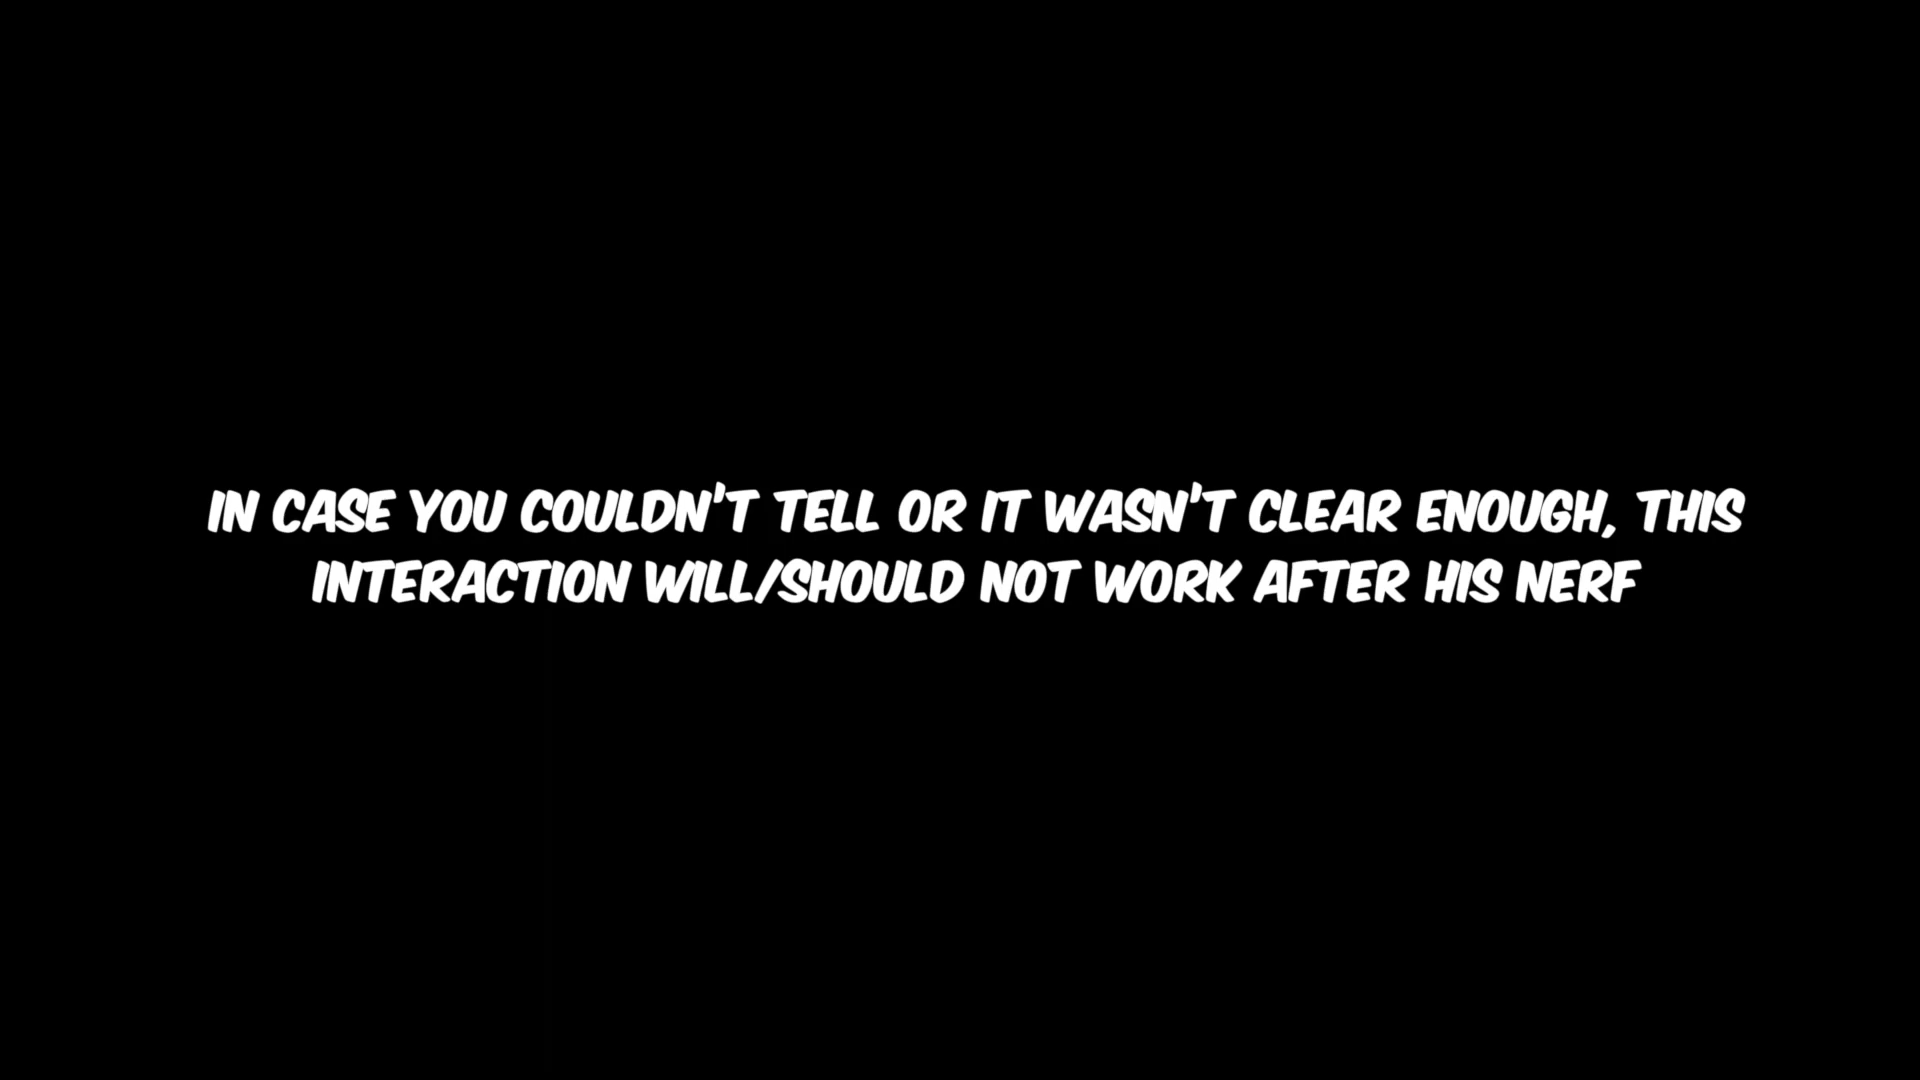 IN CASE YOU COULDN'T TELL OR IT WASN'T CLEAR ENOUGH, THIS
INTERACTION WILL/SHOULD NOT WORK AFTER HIS NERF